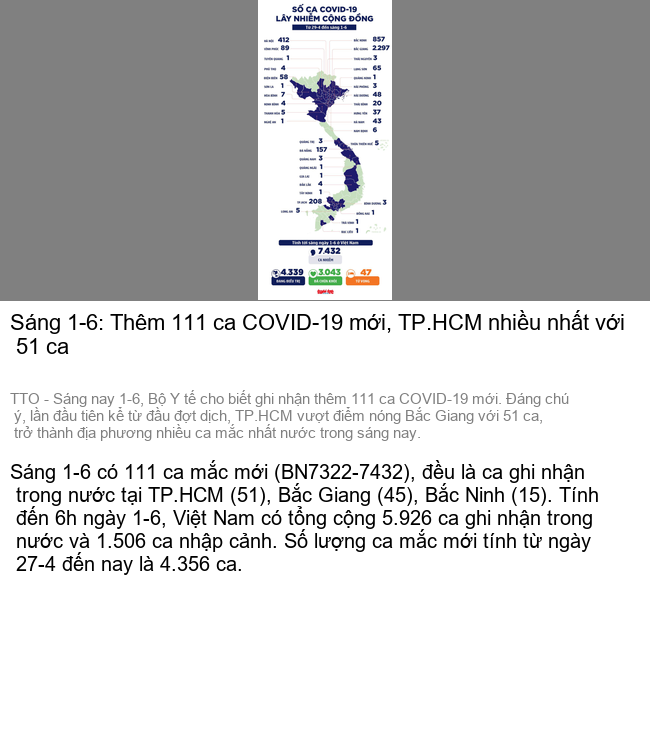 SỐ CA COVID-19
LÂY NHIỄM CỘNG ĐỒNG
Từ 29-4 đến sáng 1-6
HÀ NỘI 412
VĨNH PHÚC 89
TUYÊN QUANG 1
PHÚ THỌ 4
ĐIỆN BIÊN 58
SƠN LA 1
HÒA BÌNH 7
NINH BÌNH 4
THANH HÓA 5
NGHỆ AN 1
BẮC NINH 857
BẮC GIANG 2.297
THÁI NGUYÊN 3
LẠNG SƠN 65
QUẢNG NINH 1
HẢI PHÒNG 3
HẢI DƯƠNG 48
THÁI BÌNH 20
HƯNG YÊN 37
HÀ NAM 43
NAM ĐỊNH 6
THỪA THIÊN HUẾ 5
QUẢNG TRỊ 3
ĐÀ NẴNG 157
QUẢNG NAM 3
QUẢNG NGÃI 1
GIA LAI 1
ĐẮK LẮK 4
TÂY NINH 1
TP.HCM 208
LONG AN 5
BÌNH DƯƠNG 3
ĐỒNG NAI 1
TRÀ VINH 1
BẠC LIÊU 1
Tính tới sáng ngày 1-6 ở Việt Nam
7.432
CA NHIỄM
4.339
ĐANG ĐIỀU TRỊ
3.043
ĐÃ CHỮA KHỎI
47
TỬ VONG
tuổi trẻ
Sáng 1-6: Thêm 111 ca COVID-19 mới, TP.HCM nhiều nhất với
51 ca
TTO - Sáng nay 1-6, Bộ Y tế cho biết ghi nhận thêm 111 ca COVID-19 mới. Đáng chú
ý, lần đầu tiên kể từ đầu đợt dịch, TP.HCM vượt điểm nóng Bắc Giang với 51 ca,
trở thành địa phương nhiều ca mắc nhất nước trong sáng nay.
Sáng 1-6 có 111 ca mắc mới (BN7322-7432), đều là ca ghi nhận
trong nước tại TP.HCM (51), Bắc Giang (45), Bắc Ninh (15). Tính
đến 6h ngày 1-6, Việt Nam có tổng cộng 5.926 ca ghi nhận trong
nước và 1.506 ca nhập cảnh. Số lượng ca mắc mới tính từ ngày
27-4 đến nay là 4.356 ca.